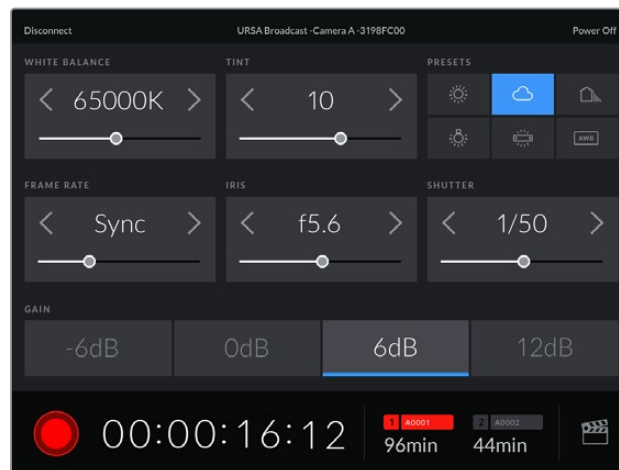 Disconnect
URSA Broadcast -Camera A -3198FC00
Power Off
WHITE BALANCE
TINT
PRESETS
65000K
10
AWB
FRAME RATE
IRIS
SHUTTER
Sync
f5.6
1/50
GAIN
-6dB
0dB
6dB
12dB
00:00:16:12
1 A0001
96min
2 A0002
44min